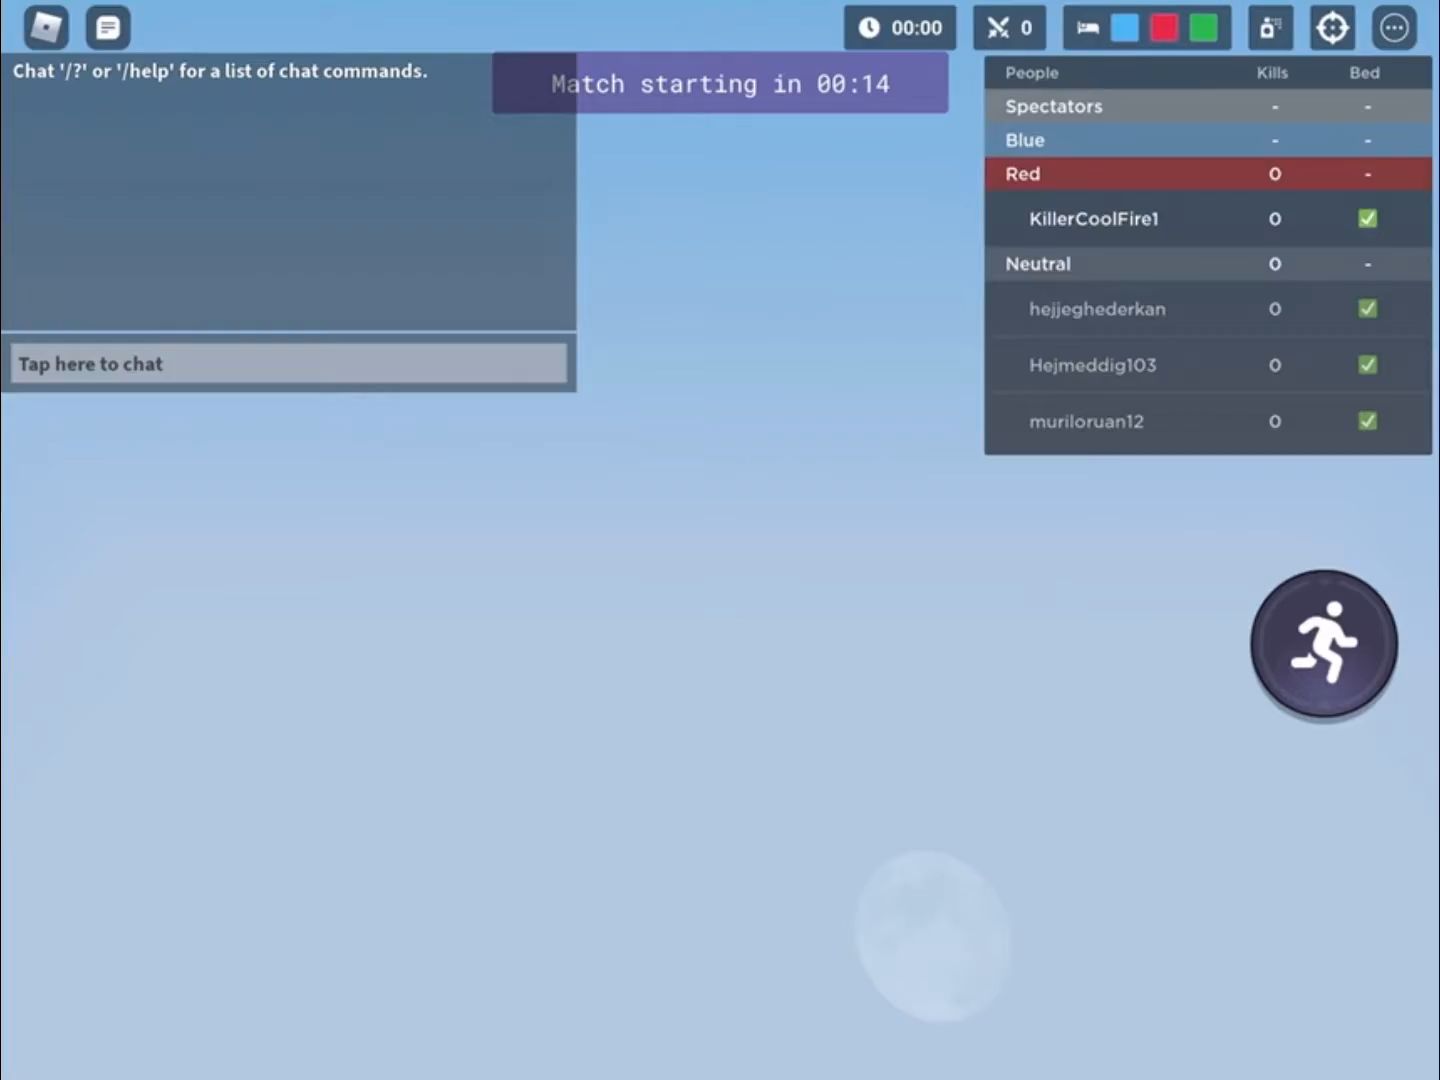 00:00
0
Chat '/?' or '/help' for a list of chat commands.
Match starting in 00:14
People Kills Bed
Spectators - -
Blue - -
Red 0 -
KillerCoolFire1 0
Neutral 0 -
hejjeghederkan 0
Hejmeddig103 0
muriloruan12 0
Tap here to chat